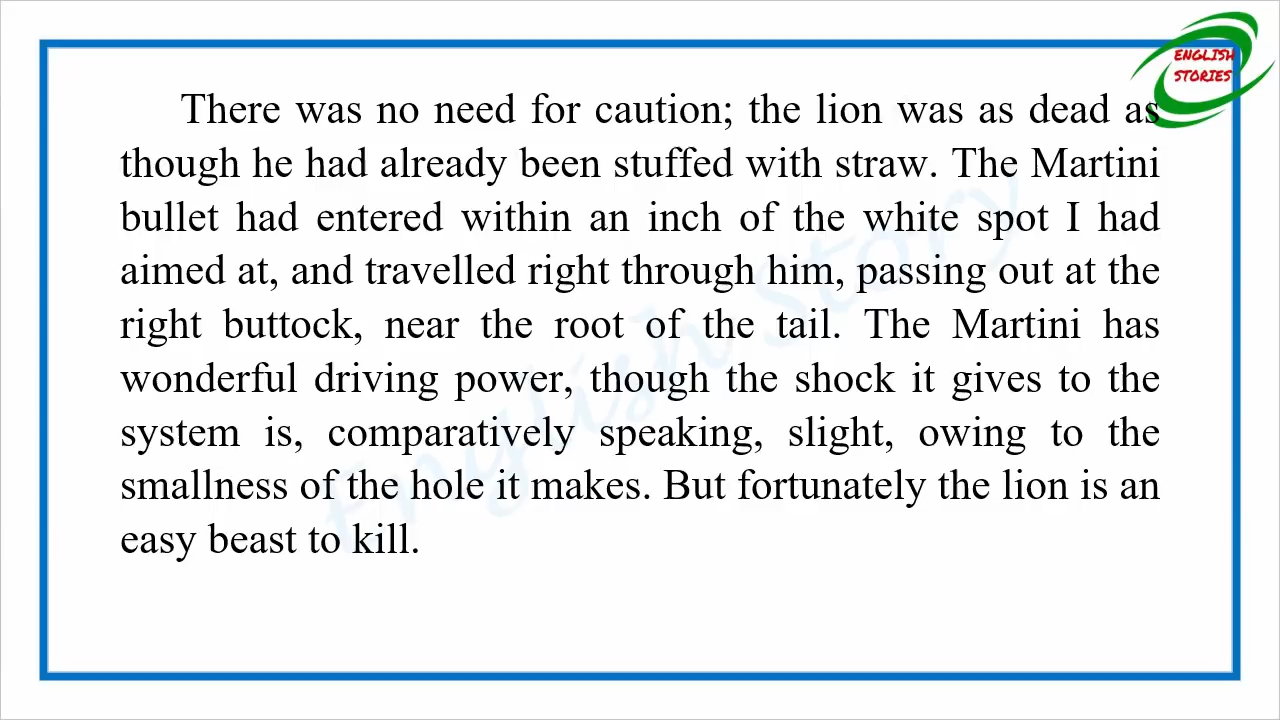 ENGLISH
STORIES
There was no need for caution; the lion was as dead as
though he had already been stuffed with straw. The Martini
bullet had entered within an inch of the white spot I had
aimed at, and travelled right through him, passing out at the
right buttock, near the root of the tail. The Martini has
wonderful driving power, though the shock it gives to the
system is, comparatively speaking, slight, owing to the
smallness of the hole it makes. But fortunately the lion is an
easy beast to kill.
English Story